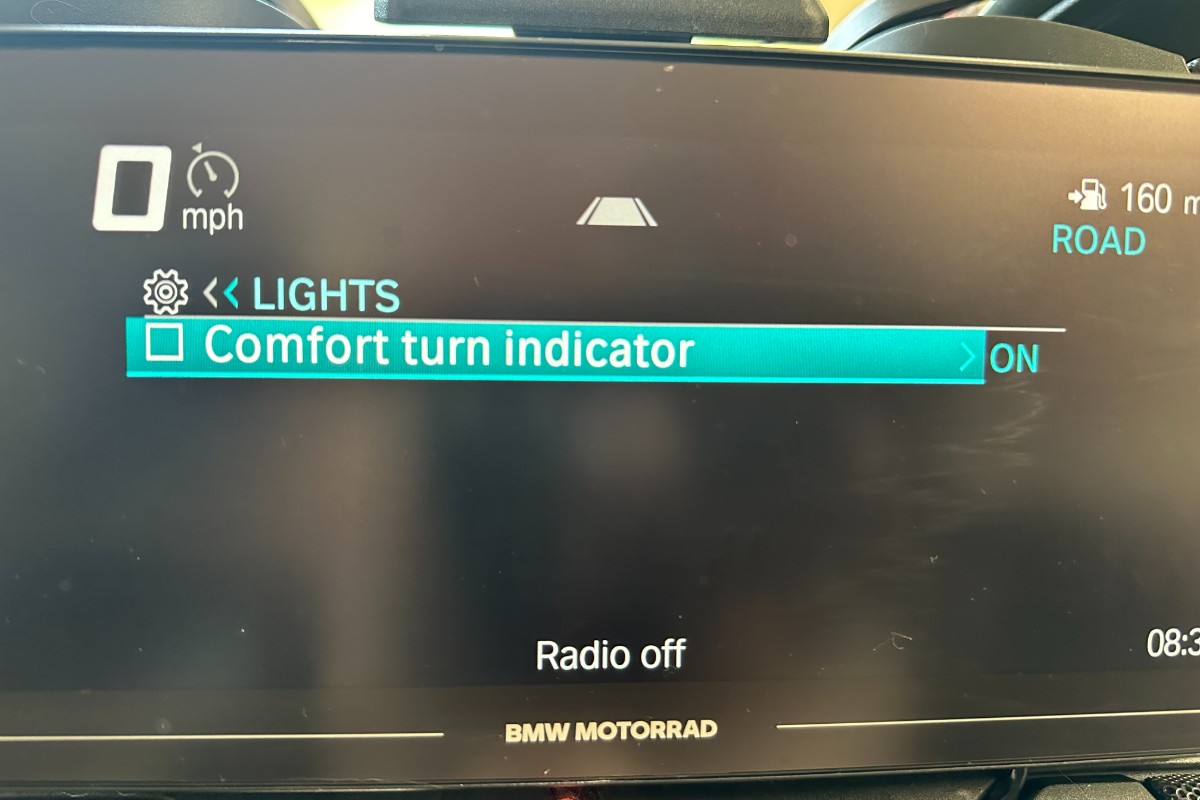 0
mph
160
ROAD
<< LIGHTS
Comfort turn indicator > ON
Radio off
BMW MOTORRAD